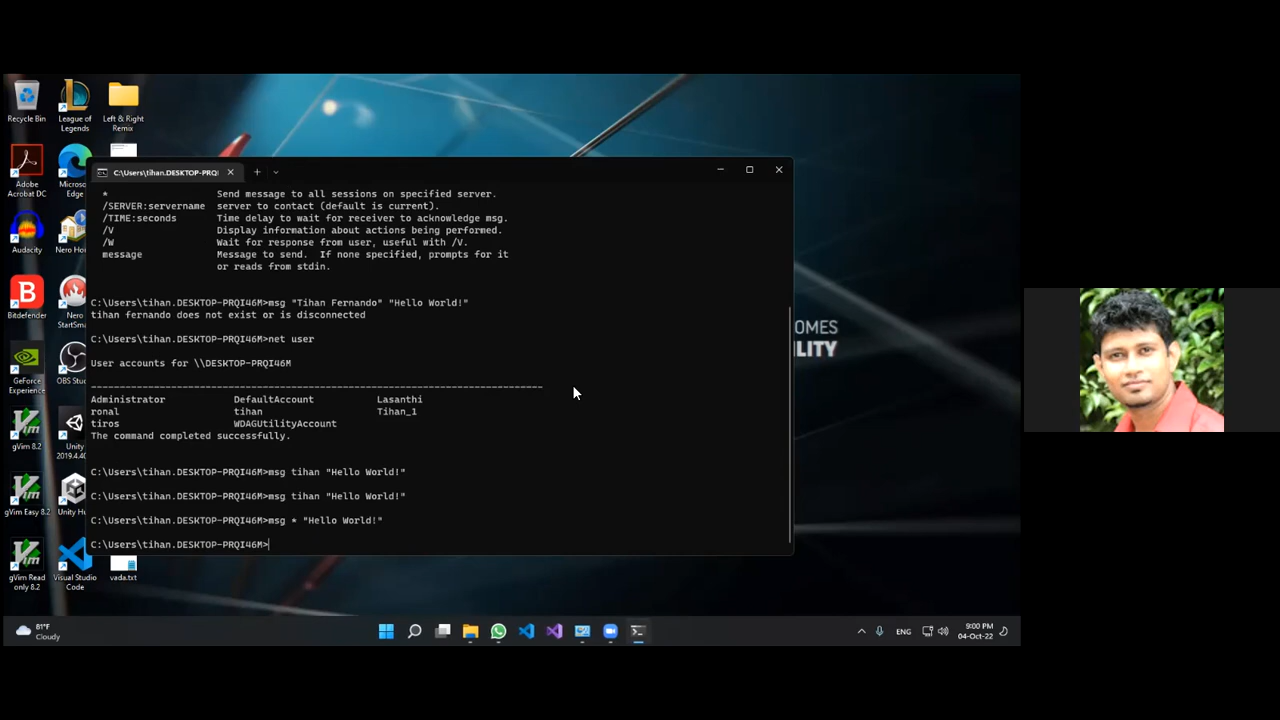 Recycle Bin
League of
Legends
Left & Right
Remix
Adobe
Acrobat DC
Microso
Edge
Audacity
Nero Ho
Bitdefender
Nero
StartSma
GeForce
Experience
OBS Stud
gVim 8.2
Unity
2019.4.40
gVim Easy 8.2
Unity Hu
gVim Read
only 8.2
Visual Studio
Code
vada.txt
C:\Users\tihan.DESKTOP-PRQI
* Send message to all sessions on specified server.
/SERVER:servername server to contact (default is current).
/TIME:seconds Time delay to wait for receiver to acknowledge msg.
/V Display information about actions being performed.
/W Wait for response from user, useful with /V.
message Message to send. If none specified, prompts for it
or reads from stdin.
C:\Users\tihan.DESKTOP-PRQI46M>msg "Tihan Fernando" "Hello World!"
tihan fernando does not exist or is disconnected
C:\Users\tihan.DESKTOP-PRQI46M>net user
User accounts for \\DESKTOP-PRQI46M
-------------------------------------------------------------------------------
Administrator DefaultAccount Lasanthi
ronal tihan Tihan_1
tiros WDAGUtilityAccount
The command completed successfully.
C:\Users\tihan.DESKTOP-PRQI46M>msg tihan "Hello World!"
C:\Users\tihan.DESKTOP-PRQI46M>msg tihan "Hello World!"
C:\Users\tihan.DESKTOP-PRQI46M>msg * "Hello World!"
C:\Users\tihan.DESKTOP-PRQI46M>
OMES
ILITY
81°F
Cloudy
ENG
9:00 PM
04-Oct-22